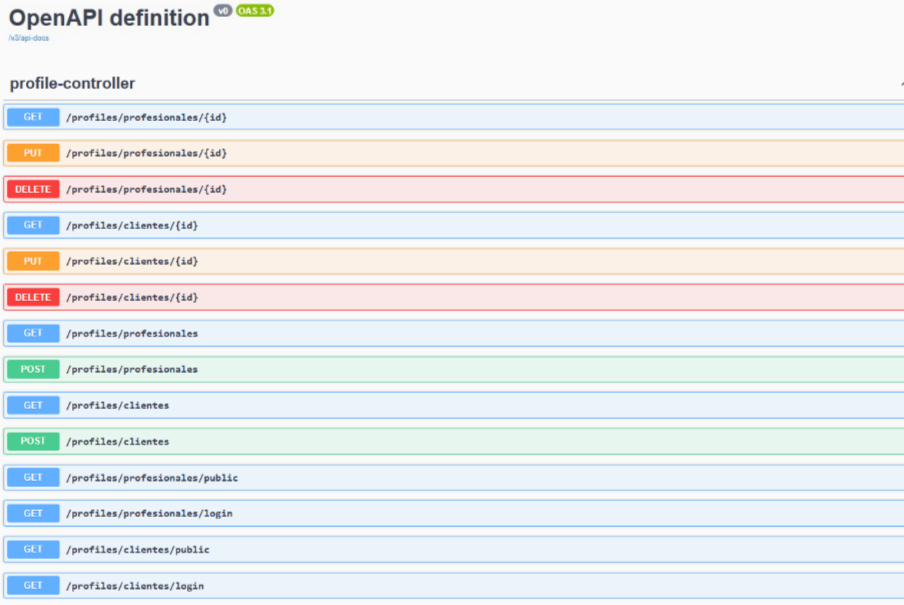 OpenAPI definition v0 OAS 3.1
/v3/api-docs
profile-controller
GET /profiles/profesionales/{id}
PUT /profiles/profesionales/{id}
DELETE /profiles/profesionales/{id}
GET /profiles/clientes/{id}
PUT /profiles/clientes/{id}
DELETE /profiles/clientes/{id}
GET /profiles/profesionales
POST /profiles/profesionales
GET /profiles/clientes
POST /profiles/clientes
GET /profiles/profesionales/public
GET /profiles/profesionales/login
GET /profiles/clientes/public
GET /profiles/clientes/login